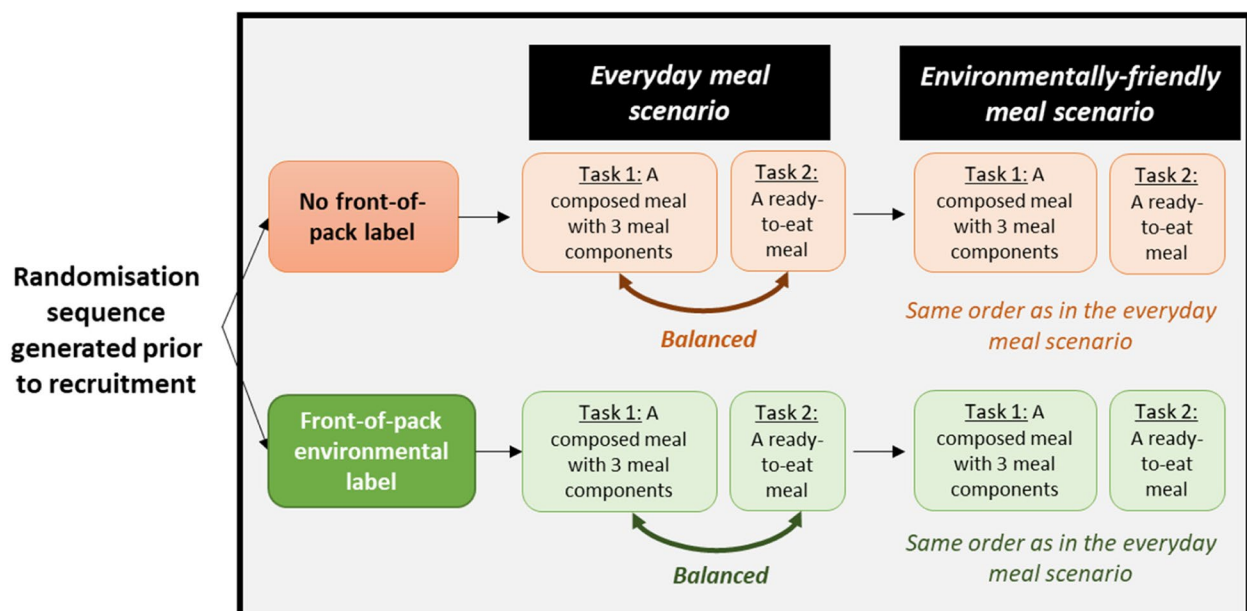 Everyday meal
scenario
Environmentally-friendly
meal scenario
Randomisation
sequence
generated prior
to recruitment
No front-of-
pack label
Task 1: A
composed meal
with 3 meal
components
Task 2:
A ready-
to-eat
meal
Balanced
Task 1: A
composed meal
with 3 meal
components
Task 2:
A ready-
to-eat
meal
Same order as in the everyday
meal scenario
Front-of-pack
environmental
label
Task 1: A
composed meal
with 3 meal
components
Task 2:
A ready-
to-eat
meal
Balanced
Task 1: A
composed meal
with 3 meal
components
Task 2:
A ready-
to-eat
meal
Same order as in the everyday
meal scenario